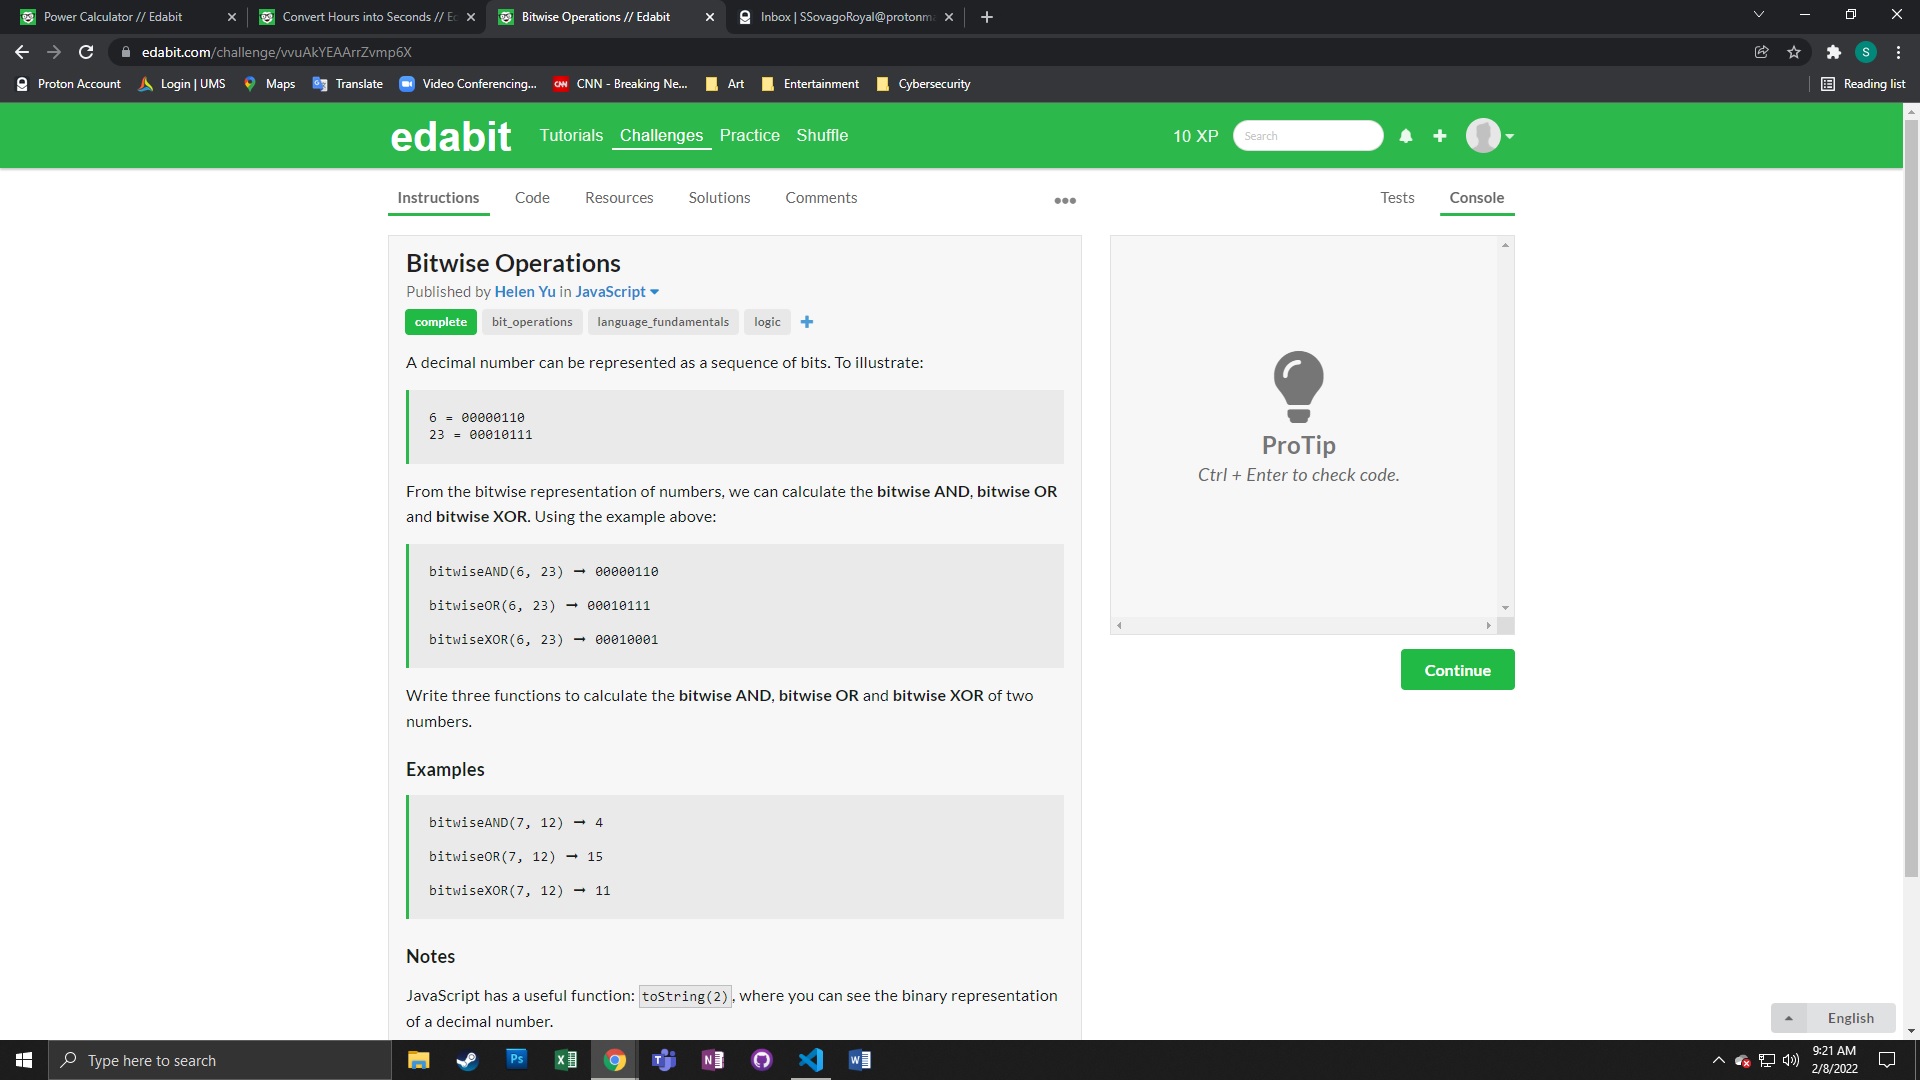 Power Calculator // Edabit
Convert Hours into Seconds // Ed
Bitwise Operations // Edabit
Inbox | SSovagoRoyal@protonma
edabit.com/challenge/vvuAkYEAArrZvmp6X
S
Proton Account
Login | UMS
Maps
Translate
Video Conferencing...
CNN - Breaking Ne...
Art
Entertainment
Cybersecurity
Reading list
edabit
Tutorials
Challenges
Practice
Shuffle
10 XP
Search
Instructions
Code
Resources
Solutions
Comments
Tests
Console
Bitwise Operations
Published by Helen Yu in JavaScript
complete
bit_operations
language_fundamentals
logic
A decimal number can be represented as a sequence of bits. To illustrate:
6 = 00000110
23 = 00010111
From the bitwise representation of numbers, we can calculate the bitwise AND, bitwise OR
and bitwise XOR. Using the example above:
bitwiseAND(6, 23) ➞ 00000110
bitwiseOR(6, 23) ➞ 00010111
bitwiseXOR(6, 23) ➞ 00010001
Write three functions to calculate the bitwise AND, bitwise OR and bitwise XOR of two
numbers.
Examples
bitwiseAND(7, 12) ➞ 4
bitwiseOR(7, 12) ➞ 15
bitwiseXOR(7, 12) ➞ 11
Notes
JavaScript has a useful function: toString(2), where you can see the binary representation
of a decimal number.
ProTip
Ctrl + Enter to check code.
Continue
English
Type here to search
9:21 AM
2/8/2022